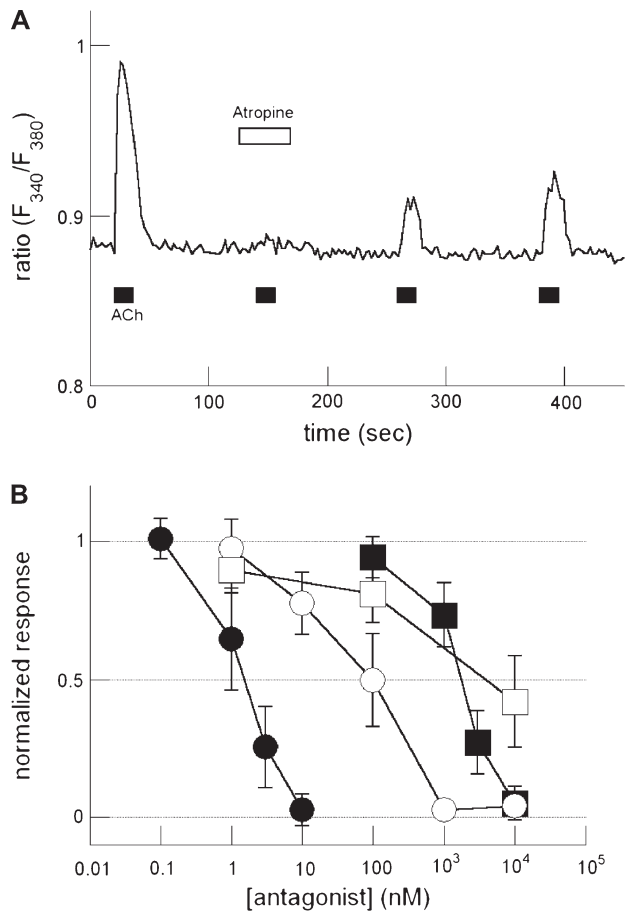 A
1
Atropine
ratio (F340/F380)
0.9
ACh
0.8
0 100 200 300 400
time (sec)
B
1
normalized response
0.5
0
0.01 0.1 1 10 100 10³ 10⁴ 10⁵
[antagonist] (nM)